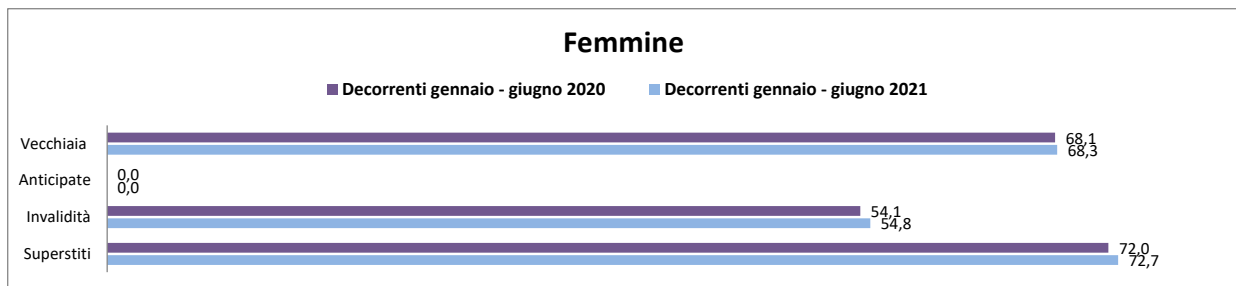 Femmine
Decorrenti gennaio - giugno 2020 Decorrenti gennaio - giugno 2021
Vecchiaia 68,1
68,3
Anticipate 0,0
0,0
Invalidità 54,1
54,8
Superstiti 72,0
72,7